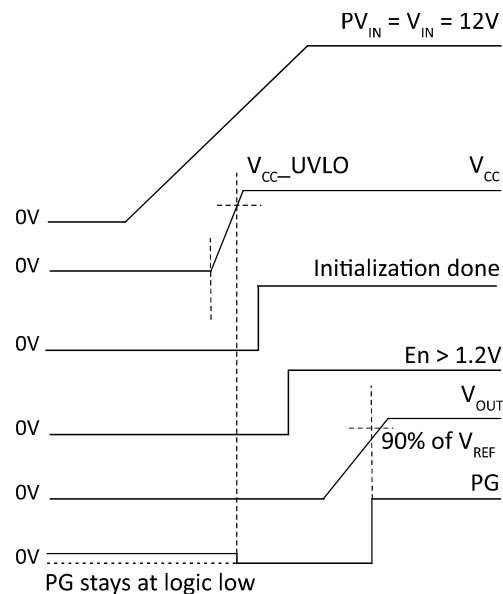 PV_IN = V_IN = 12V
V_CC_UVLO
V_CC
0V
0V
Initialization done
0V
En > 1.2V
0V
V_OUT
90% of V_REF
0V
PG
0V
PG stays at logic low